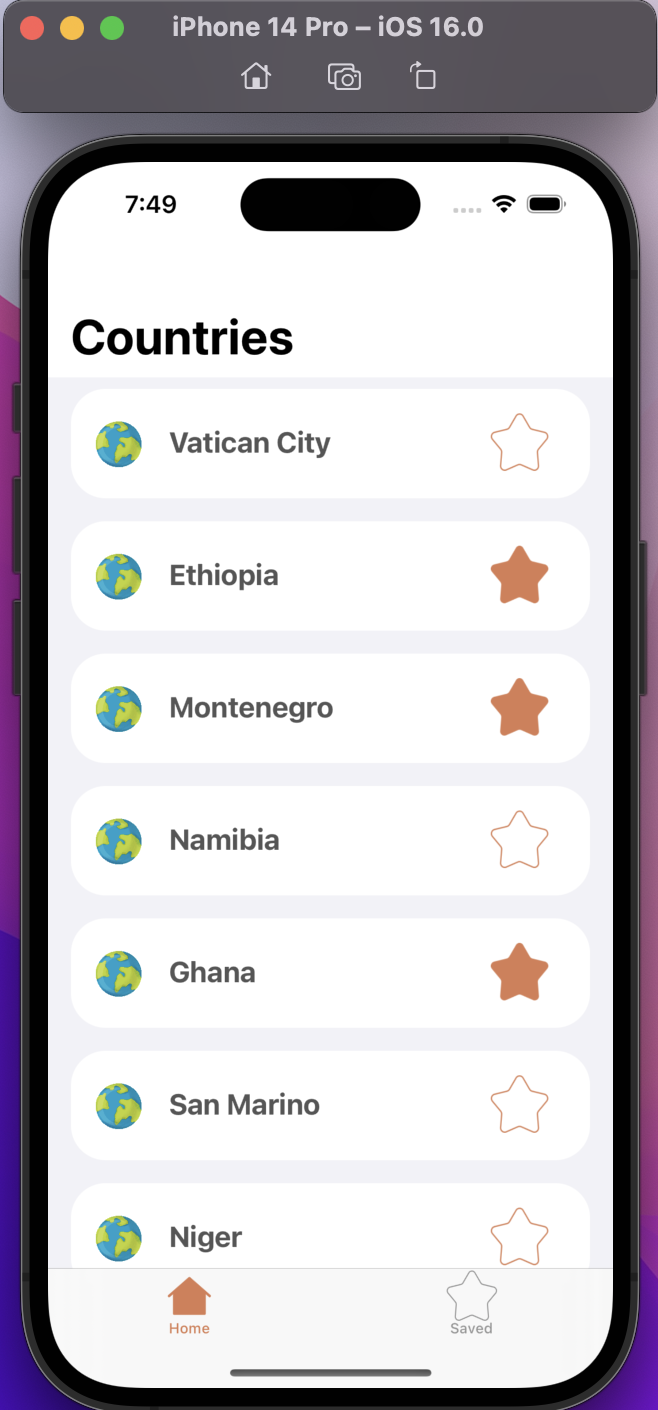 iPhone 14 Pro – iOS 16.0
7:49
Countries
Vatican City
Ethiopia
Montenegro
Namibia
Ghana
San Marino
Niger
Home
Saved